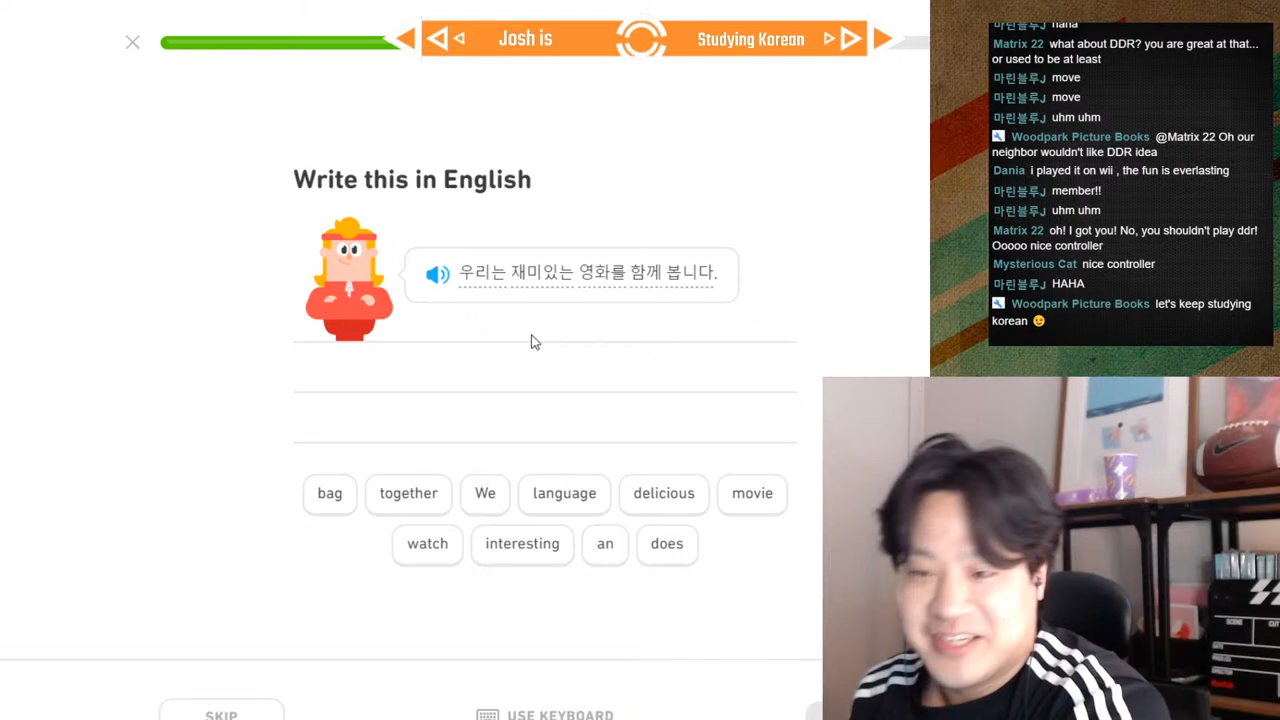 Josh is
Studying Korean
Write this in English
우리는 재미있는 영화를 함께 봅니다.
bag
together
We
language
delicious
movie
watch
interesting
an
does
SKIP
USE KEYBOARD
haha
Matrix 22 what about DDR? you are great at that...
or used to be at least
마린블루J move
마린블루J move
마린블루J uhm uhm
Woodpark Picture Books @Matrix 22 Oh our
neighbor wouldn't like DDR idea
Dania i played it on wii , the fun is everlasting
마린블루J member!!
마린블루J uhm uhm
Matrix 22 oh! I got you! No, you shouldn't play ddr!
Ooooo nice controller
Mysterious Cat nice controller
마린블루J HAHA
Woodpark Picture Books let's keep studying
korean 😉